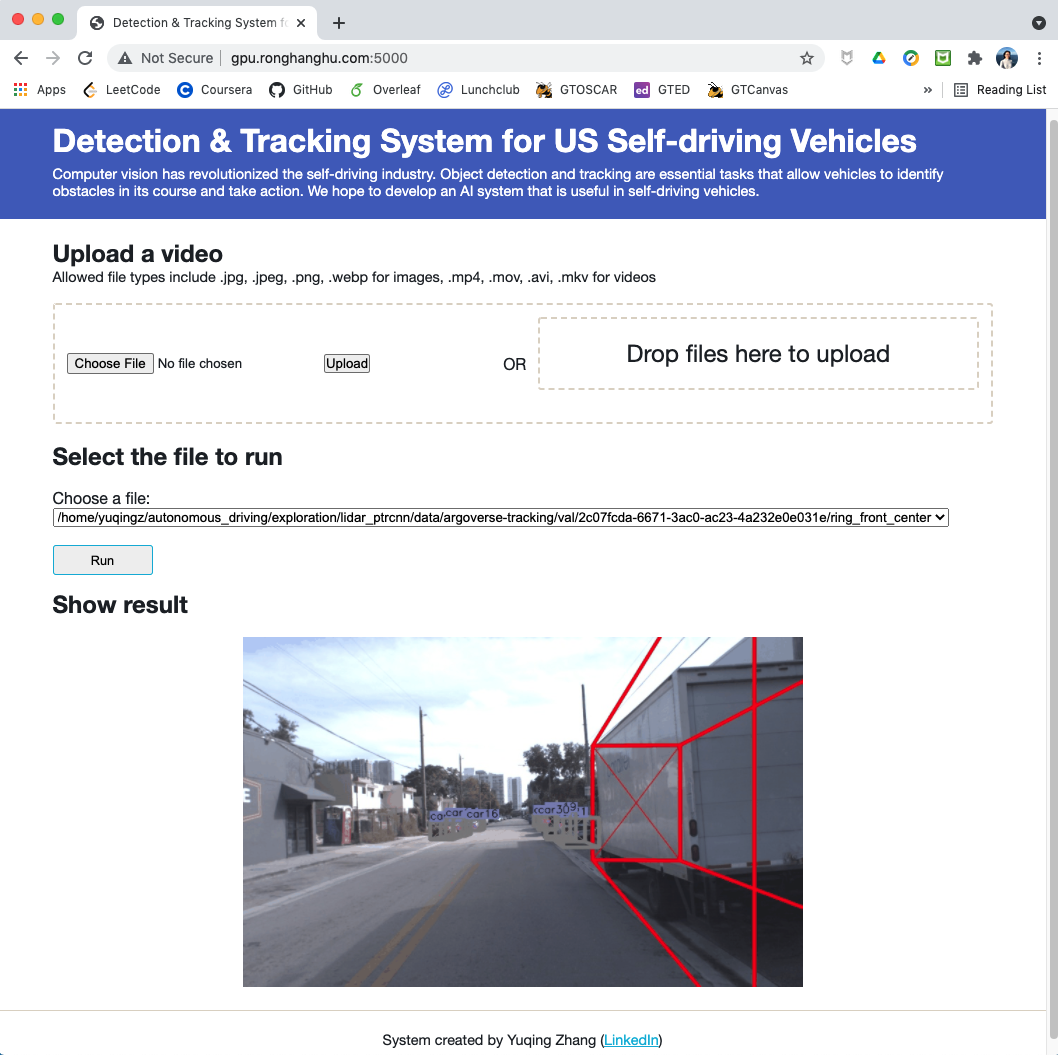 Detection & Tracking System f
Not Secure
gpu.ronghanghu.com:5000
Apps
LeetCode
Coursera
GitHub
Overleaf
Lunchclub
GTOSCAR
ed
GTED
GTCanvas
»
Reading List
Detection & Tracking System for US Self-driving Vehicles
Computer vision has revolutionized the self-driving industry. Object detection and tracking are essential tasks that allow vehicles to identify
obstacles in its course and take action. We hope to develop an AI system that is useful in self-driving vehicles.
Upload a video
Allowed file types include .jpg, .jpeg, .png, .webp for images, .mp4, .mov, .avi, .mkv for videos
Choose File No file chosen
Upload
OR
Drop files here to upload
Select the file to run
Choose a file:
/home/yuqingz/autonomous_driving/exploration/lidar_ptrcnn/data/argoverse-tracking/val/2c07fcda-6671-3ac0-ac23-4a232e0e031e/ring_front_center
Run
Show result
E
car car16
car30
System created by Yuqing Zhang (LinkedIn)